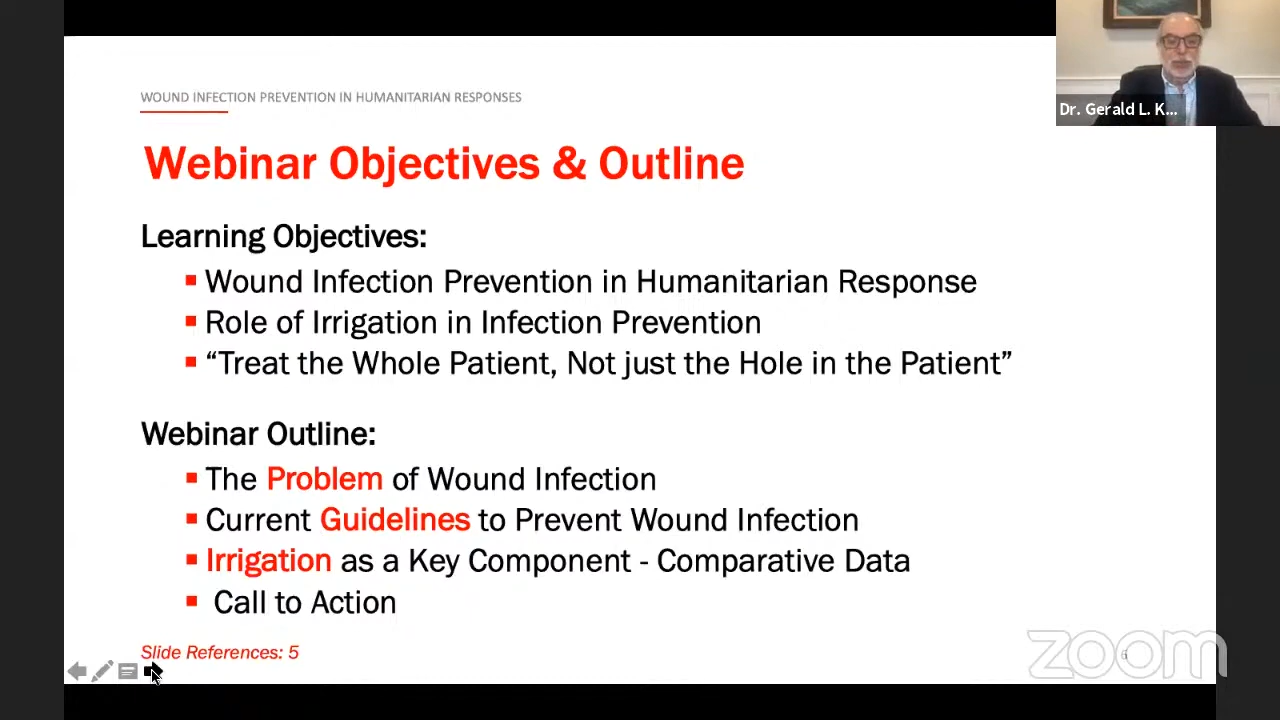 WOUND INFECTION PREVENTION IN HUMANITARIAN RESPONSES
Dr. Gerald L. K...
Webinar Objectives & Outline
Learning Objectives:
Wound Infection Prevention in Humanitarian Response
Role of Irrigation in Infection Prevention
“Treat the Whole Patient, Not just the Hole in the Patient”
Webinar Outline:
The Problem of Wound Infection
Current Guidelines to Prevent Wound Infection
Irrigation as a Key Component - Comparative Data
Call to Action
Slide References: 5
6
zoom